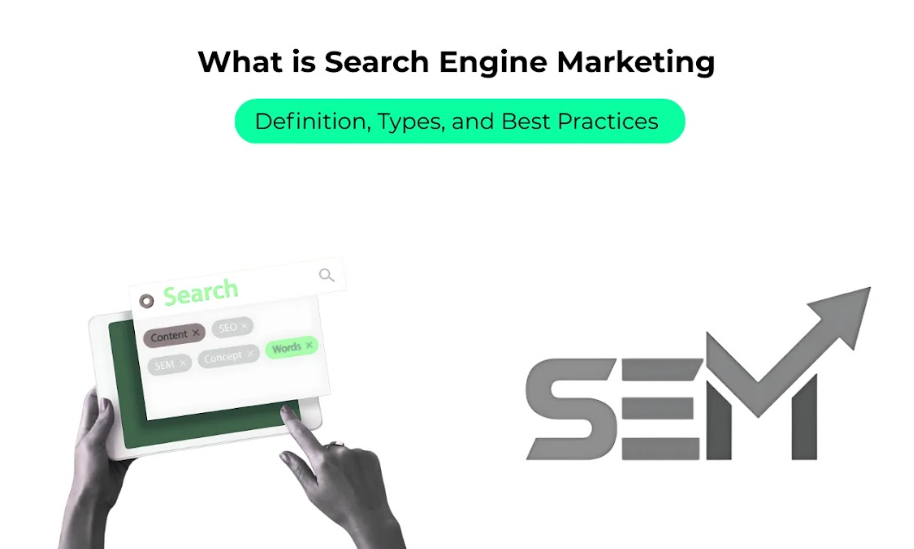 What is Search Engine Marketing
Definition, Types, and Best Practices
Search
Content ×
SEO ×
SEM ×
Concept ×
Words ×
SEM